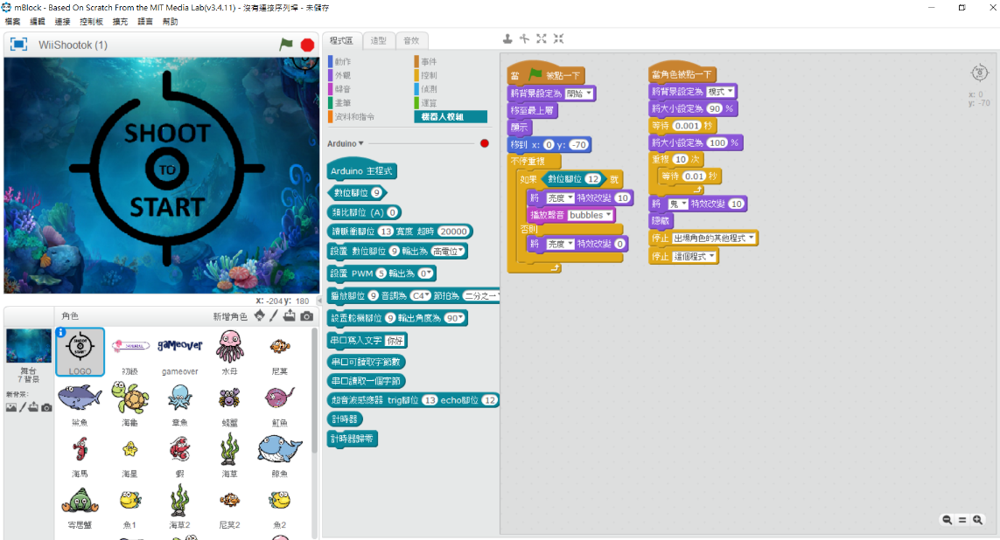 mBlock - Based On Scratch From the MIT Media Lab(v3.4.11) - 沒有連接序列埠 - 未儲存
檔案 編輯 連接 控制板 擴充 語言 幫助
WiiShootok (1)
SHOOT
TO
START
x: -204 y: 180
角色
新增角色
舞台
7 背景
新背景:
LOGO
初級
gameover
gameover
水母
尼莫
鯊魚
海龜
章魚
螃蟹
魟魚
海馬
海星
蝦
海草
鯨魚
寄居蟹
魚1
海草2
尼莫2
魚2
程式區 造型 音效
動作 事件
外觀 控制
聲音 偵測
畫筆 運算
資料和指令 機器人模組
Arduino
Arduino 主程式
數位腳位 9
類比腳位 (A) 0
讀脈衝腳位 13 寬度 超時 20000
設置 數位腳位 9 輸出為 高電位
設置 PWM 5 輸出為 0
播放腳位 9 音調為 C4 節拍為 二分之一
設置舵機腳位 9 輸出角度為 90
串口寫入文字 你好
串口可讀取字節數
串口讀取一個字節
超音波感應器 trig腳位 13 echo腳位 12
計時器
計時器歸零
當 被點一下
將背景設定為 開始
移至最上層
顯示
移到 x: 0 y: -70
不停重複
如果 數位腳位 12 就
將 亮度 特效改變 10
播放聲音 bubbles
否則
將 亮度 特效改變 0
當角色被點一下
將背景設定為 模式
將大小設定為 90 %
等待 0.001 秒
將大小設定為 100 %
重複 10 次
等待 0.01 秒
將 鬼 特效改變 10
隱藏
停止 出場角色的其他程式
停止 這個程式
x: 0
y: -70